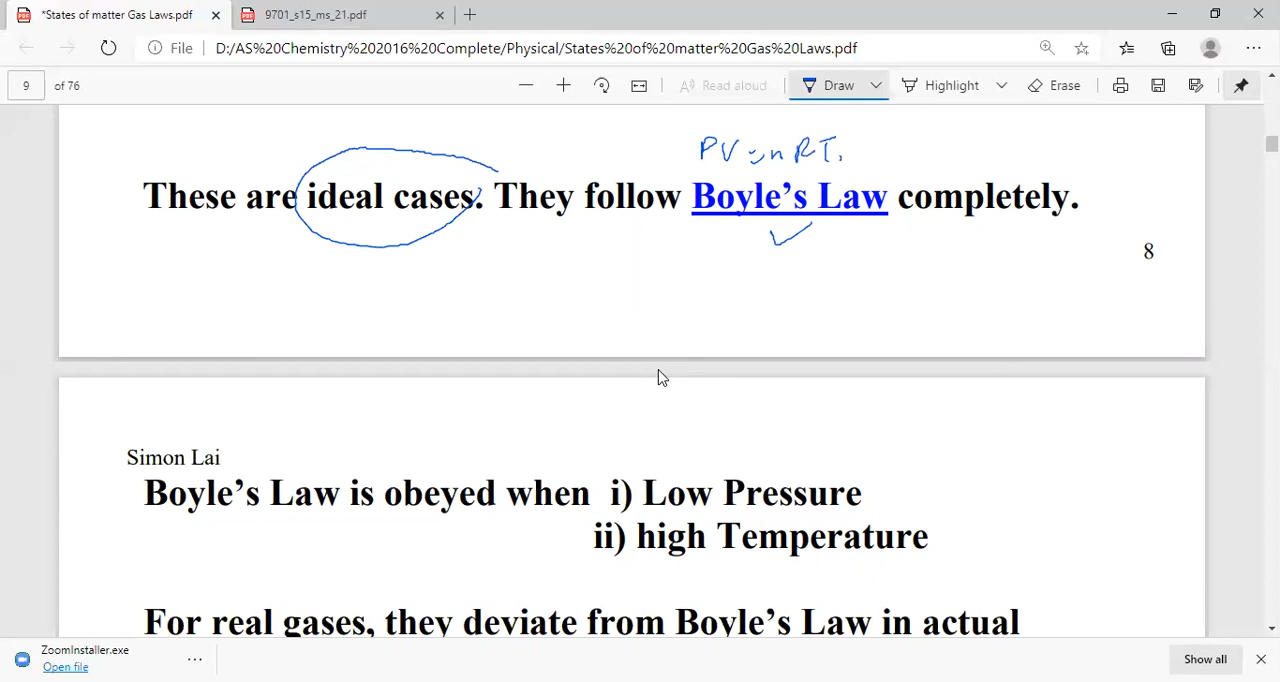 *States of matter Gas Laws.pdf
9701_s15_ms_21.pdf
File D:/AS%20Chemistry%202016%20Complete/Physical/States%20of%20matter%20Gas%20Laws.pdf
9 of 76
Read aloud Draw Highlight Erase
PV = nRT.
These are ideal cases. They follow Boyle’s Law completely.
8
Simon Lai
Boyle’s Law is obeyed when i) Low Pressure
ii) high Temperature
For real gases, they deviate from Boyle’s Law in actual
ZoomInstaller.exe
Open file
Show all